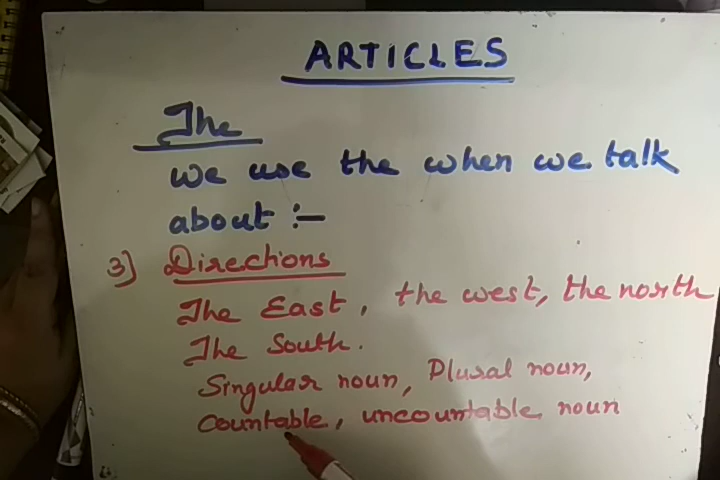 ARTICLES
The
We use the when we talk
about :-
3) Directions
The East, the west, the north
The South.
Singular noun, Plural noun,
countable, uncountable noun